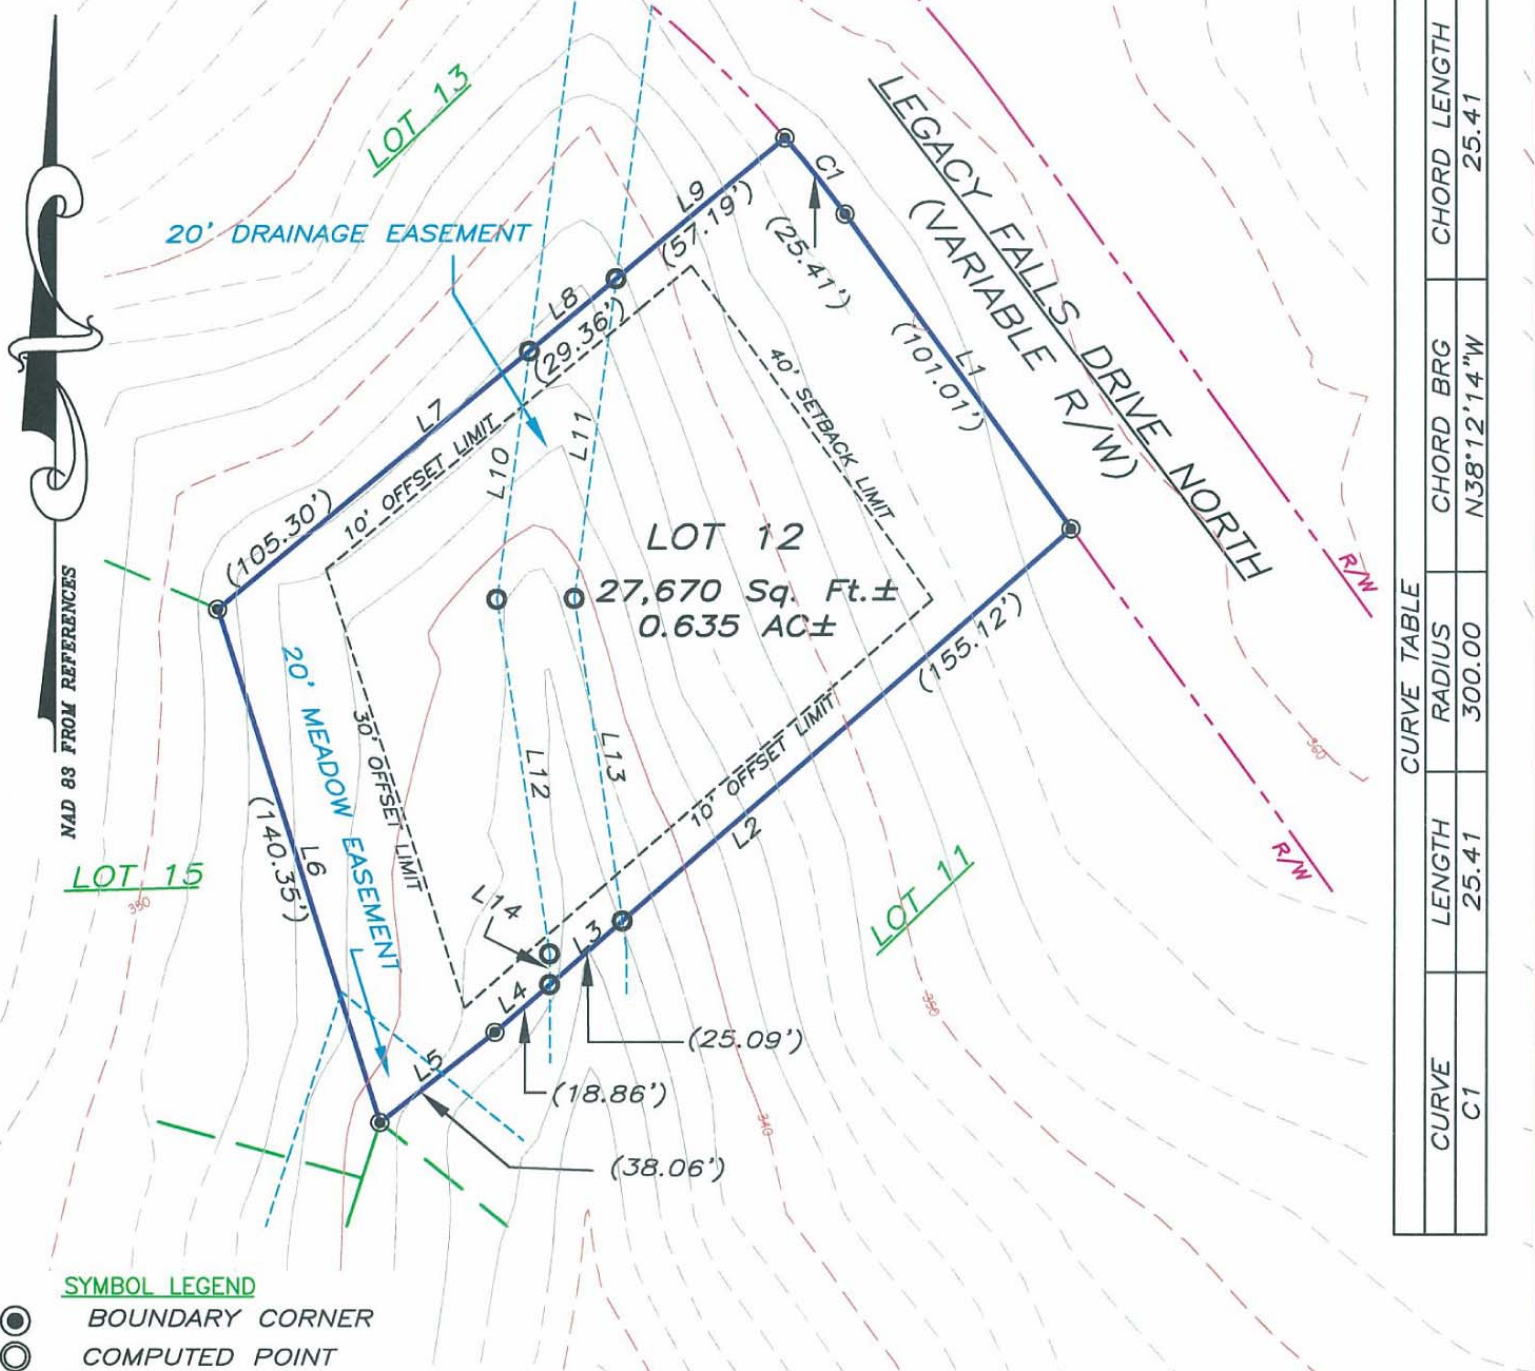 LOT 13
20' DRAINAGE EASEMENT
LEGACY FALLS DRIVE NORTH
(VARIABLE R/W)
C1
(25.41')
L9
(57.19')
L8
(29.36')
L7
(105.30')
10' OFFSET LIMIT
L10
L11
40' SETBACK LIMIT
L1
(101.01')
LOT 12
27,670 Sq. Ft.±
0.635 AC±
R/W
R/W
(155.12')
10' OFFSET LIMIT
L2
20' MEADOW EASEMENT
30' OFFSET LIMIT
L12
L13
L6
(140.35')
LOT 15
350
L14
L3
L4
L5
(25.09')
(18.86')
(38.06')
LOT 11
360
350
340
NAD 83 FROM REFERENCES
SYMBOL LEGEND
BOUNDARY CORNER
COMPUTED POINT
CURVE TABLE
CURVE LENGTH RADIUS CHORD BRG CHORD LENGTH
C1 25.41 300.00 N38°12'14"W 25.41